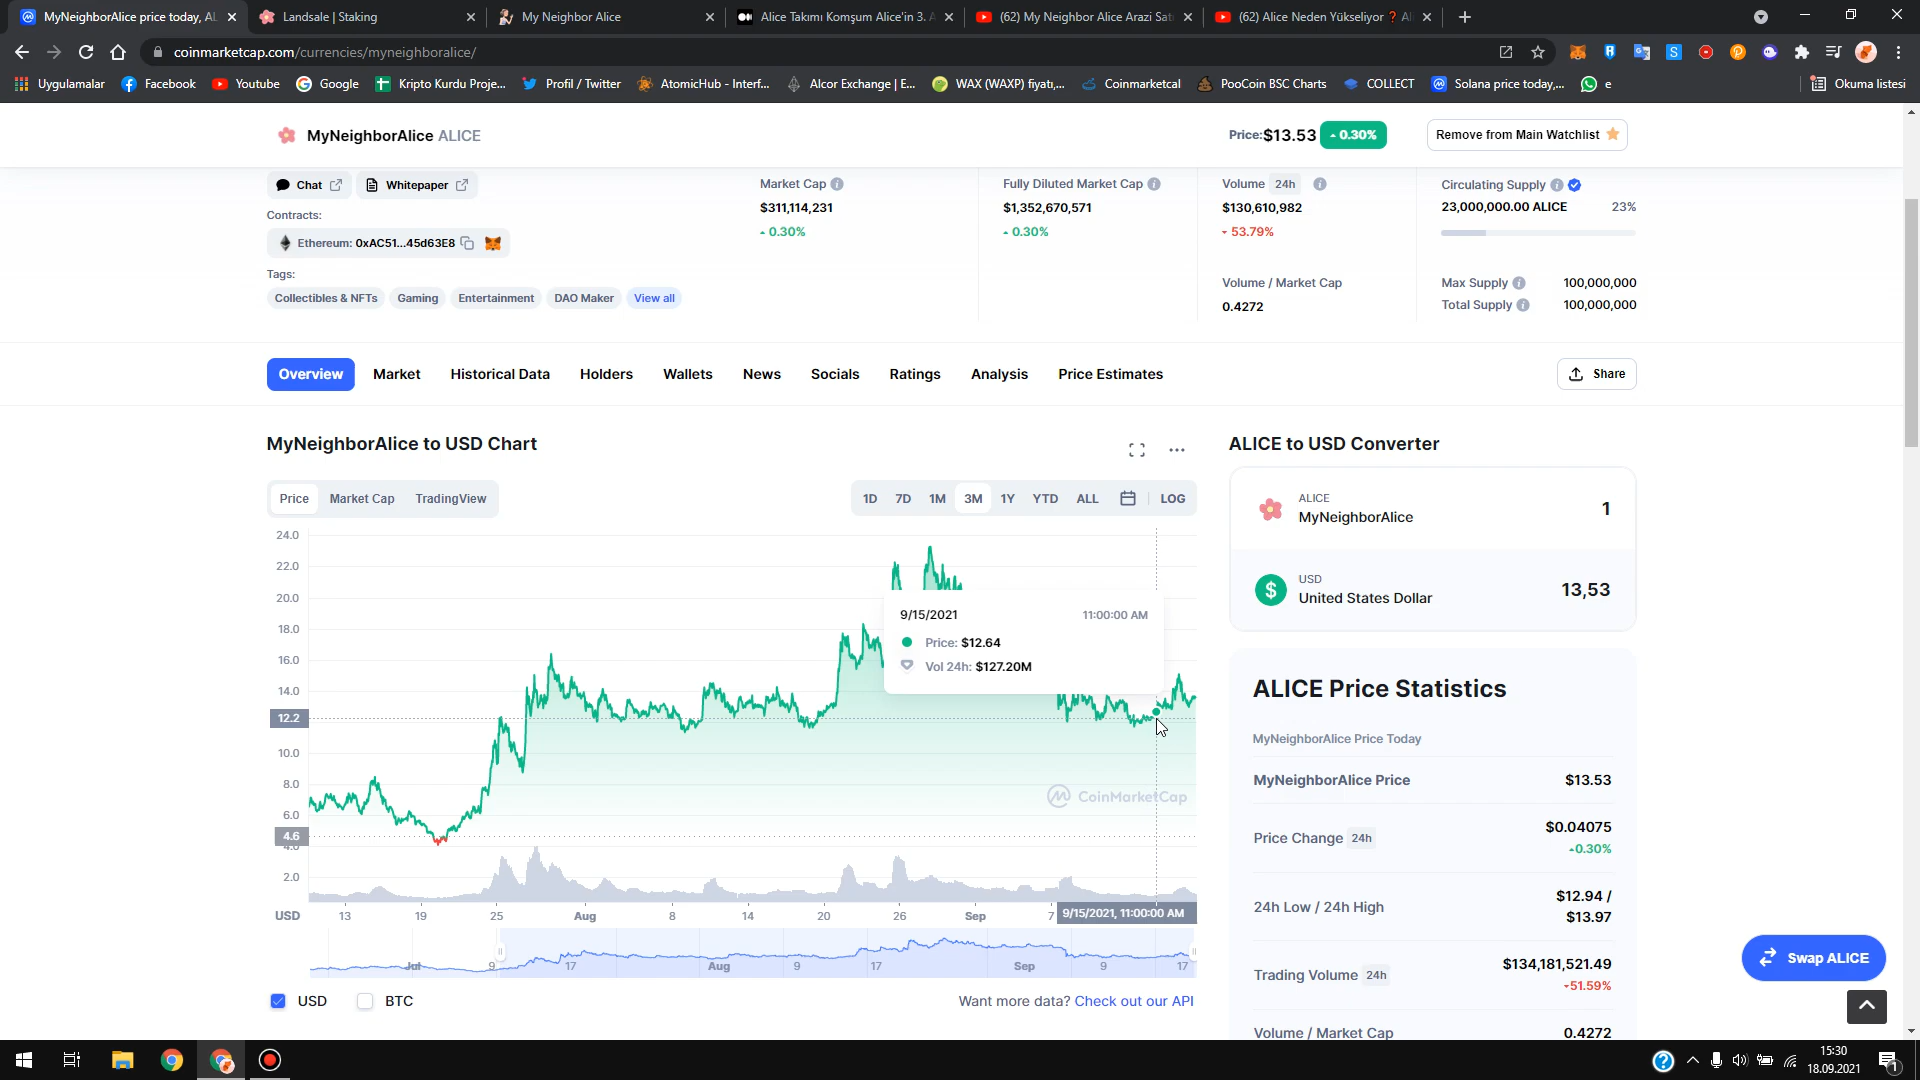 MyNeighborAlice price today, AL
Landsale | Staking
My Neighbor Alice
Alice Takımı Komşum Alice'in 3. A
(62) My Neighbor Alice Arazi Satı
(62) Alice Neden Yükseliyor ❓ Al
coinmarketcap.com/currencies/myneighboralice/
Uygulamalar
Facebook
Youtube
Google
Kripto Kurdu Proje...
Profil / Twitter
AtomicHub - Interf...
Alcor Exchange | E...
WAX (WAXP) fiyatı,...
Coinmarketcal
PooCoin BSC Charts
COLLECT
Solana price today,...
e
Okuma listesi
MyNeighborAlice ALICE
Price:$13.53
0.30%
Remove from Main Watchlist
Chat
Whitepaper
Contracts:
Ethereum: 0xAC51...45d63E8
Tags:
Collectibles & NFTs
Gaming
Entertainment
DAO Maker
View all
Market Cap
$311,114,231
0.30%
Fully Diluted Market Cap
$1,352,670,571
0.30%
Volume 24h
$130,610,982
53.79%
Volume / Market Cap
0.4272
Circulating Supply
23,000,000.00 ALICE 23%
Max Supply 100,000,000
Total Supply 100,000,000
Overview
Market
Historical Data
Holders
Wallets
News
Socials
Ratings
Analysis
Price Estimates
Share
MyNeighborAlice to USD Chart
Price
Market Cap
TradingView
1D 7D 1M 3M 1Y YTD ALL LOG
24.0
22.0
20.0
18.0
16.0
14.0
12.2
10.0
8.0
6.0
4.6
4.0
2.0
9/15/2021 11:00:00 AM
Price: $12.64
Vol 24h: $127.20M
CoinMarketCap
USD 13 19 25 Aug 8 14 20 26 Sep 7 9/15/2021, 11:00:00 AM
Jul 9 17 Aug 9 17 Sep 9 17
USD
BTC
Want more data? Check out our API
ALICE to USD Converter
ALICE
MyNeighborAlice
1
USD
United States Dollar
13,53
$
ALICE Price Statistics
MyNeighborAlice Price Today
MyNeighborAlice Price $13.53
Price Change 24h
$0.04075
0.30%
24h Low / 24h High
$12.94 /
$13.97
Trading Volume 24h
$134,181,521.49
51.59%
Volume / Market Cap 0.4272
Swap ALICE
15:30
18.09.2021
1